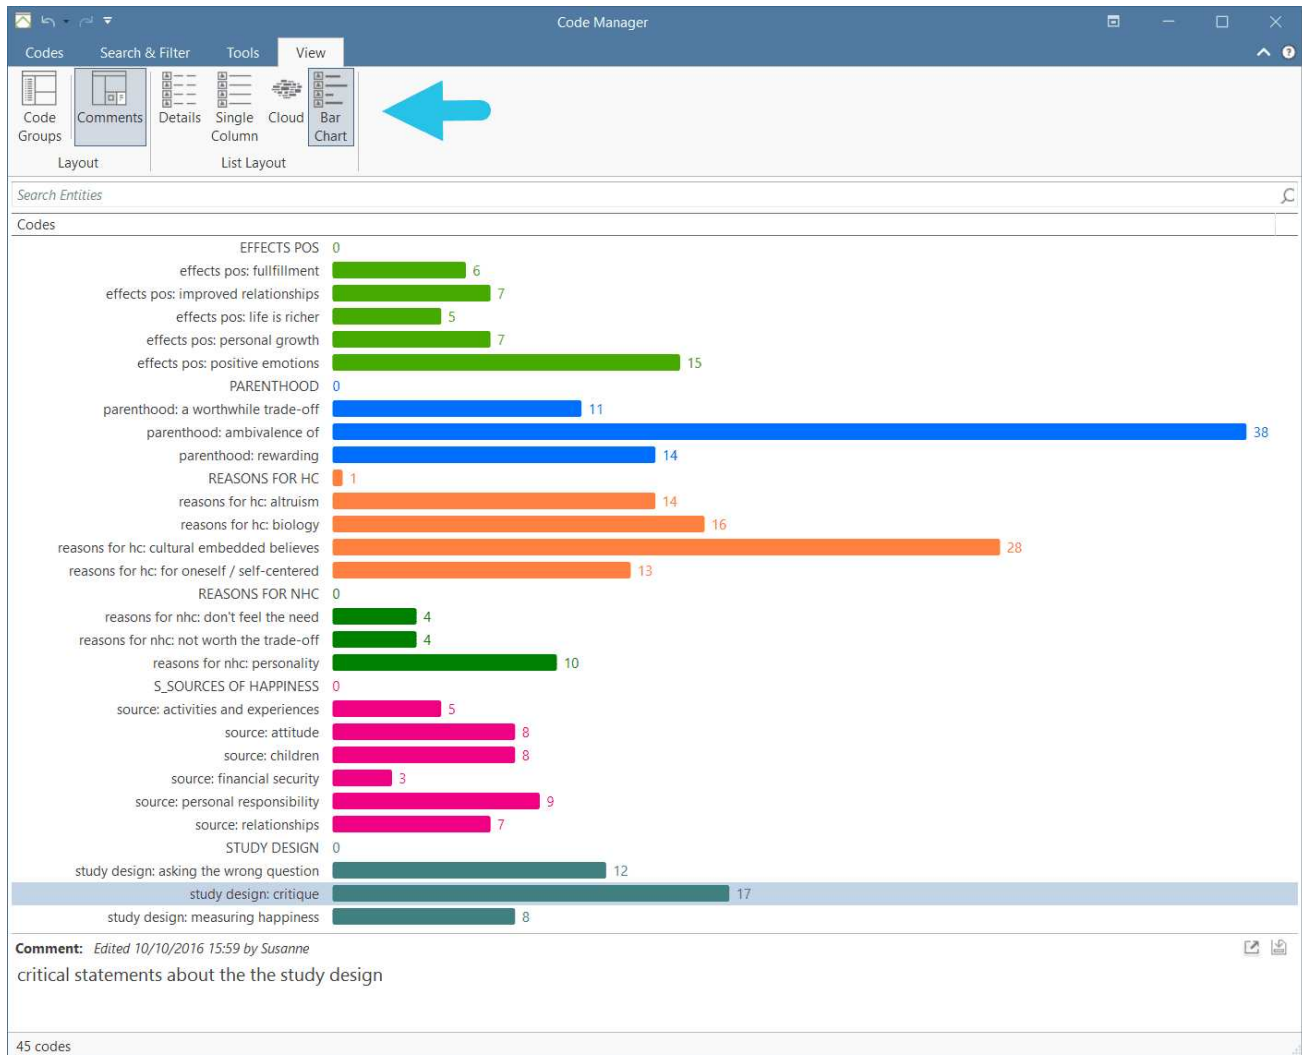 Code Manager
Codes Search & Filter Tools View
Code Groups Comments Details Single Column Cloud Bar Chart
Layout List Layout
Search Entities
Codes
EFFECTS POS 0
effects pos: fullfillment 6
effects pos: improved relationships 7
effects pos: life is richer 5
effects pos: personal growth 7
effects pos: positive emotions 15
PARENTHOOD 0
parenthood: a worthwhile trade-off 11
parenthood: ambivalence of 38
parenthood: rewarding 14
REASONS FOR HC 1
reasons for hc: altruism 14
reasons for hc: biology 16
reasons for hc: cultural embedded believes 28
reasons for hc: for oneself / self-centered 13
REASONS FOR NHC 0
reasons for nhc: don't feel the need 4
reasons for nhc: not worth the trade-off 4
reasons for nhc: personality 10
S_SOURCES OF HAPPINESS 0
source: activities and experiences 5
source: attitude 8
source: children 8
source: financial security 3
source: personal responsibility 9
source: relationships 7
STUDY DESIGN 0
study design: asking the wrong question 12
study design: critique 17
study design: measuring happiness 8
Comment: Edited 10/10/2016 15:59 by Susanne
critical statements about the the study design
45 codes